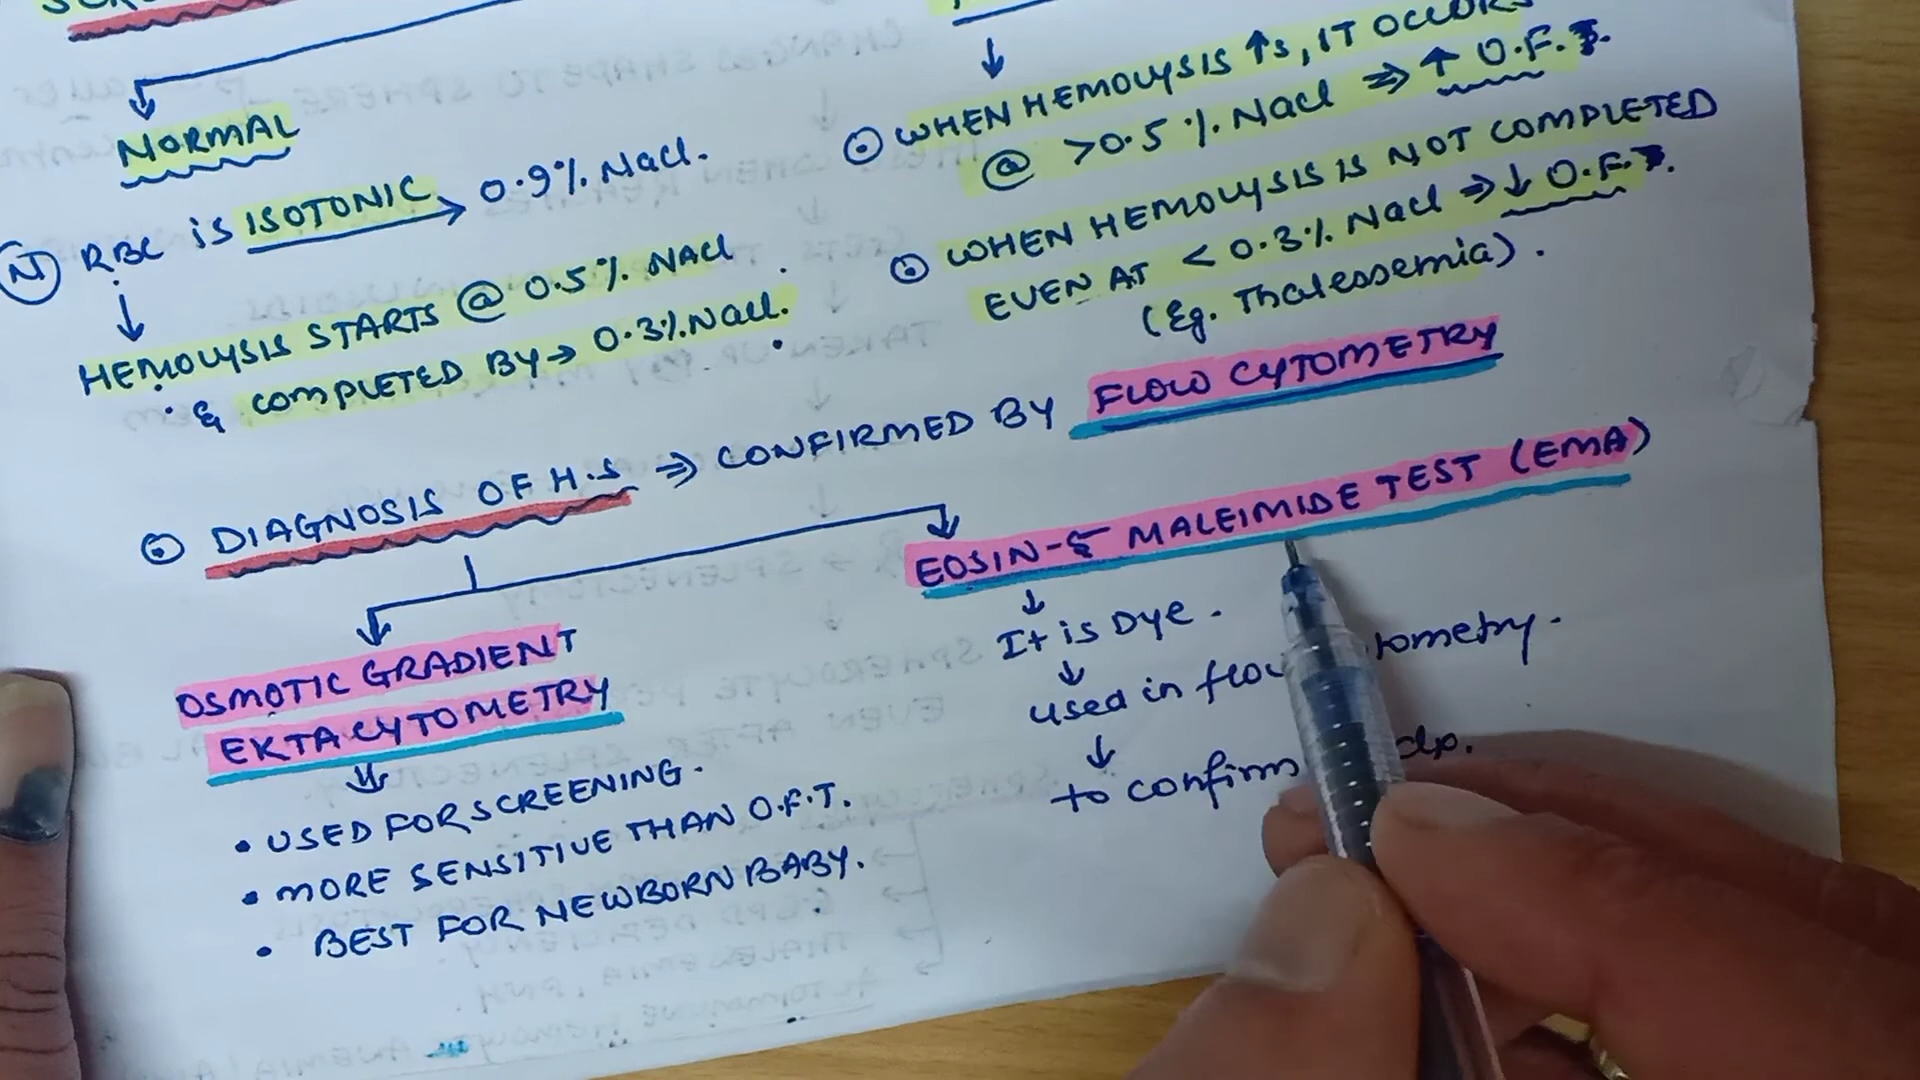 NORMAL
(N) RBC is ISOTONIC → 0.9% Nacl.
↓
HEMOLYSIS STARTS @ 0.5% NACl
& COMPLETED BY → 0.3% Nacl.
↓
⊙ WHEN HEMOLYSIS ↑s, IT OCCURS
@ >0.5 % Nacl ⇒ ↑ O.F.
⊙ WHEN HEMOLYSIS IS NOT COMPLETED
EVEN AT < 0.3% Nacl ⇒ ↓ O.F.
(Eg. Thalessemia).
⊙ DIAGNOSIS OF H.S ⇒ CONFIRMED BY FLOW CYTOMETRY
OSMOTIC GRADIENT
EKTACYTOMETRY
• USED FOR SCREENING.
• MORE SENSITIVE THAN O.F.T.
• BEST FOR NEWBORN BABY.
EOSIN-5 MALEIMIDE TEST (EMA)
↓
It is Dye.
↓
used in flow
↓
to confirm